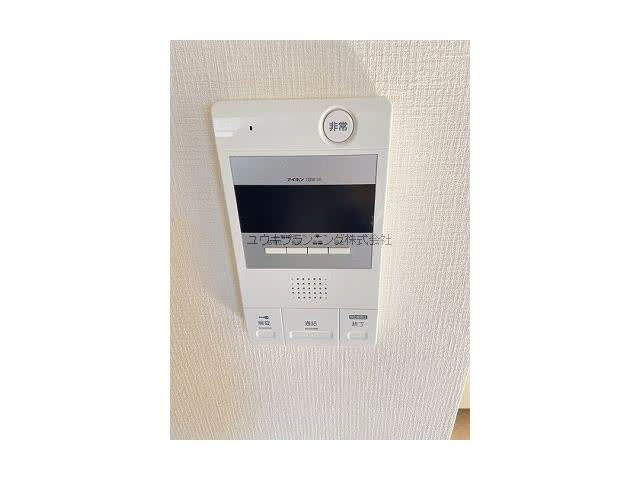 非常
アイホン
ユウキプランニング株式会社
解錠
通話
終了